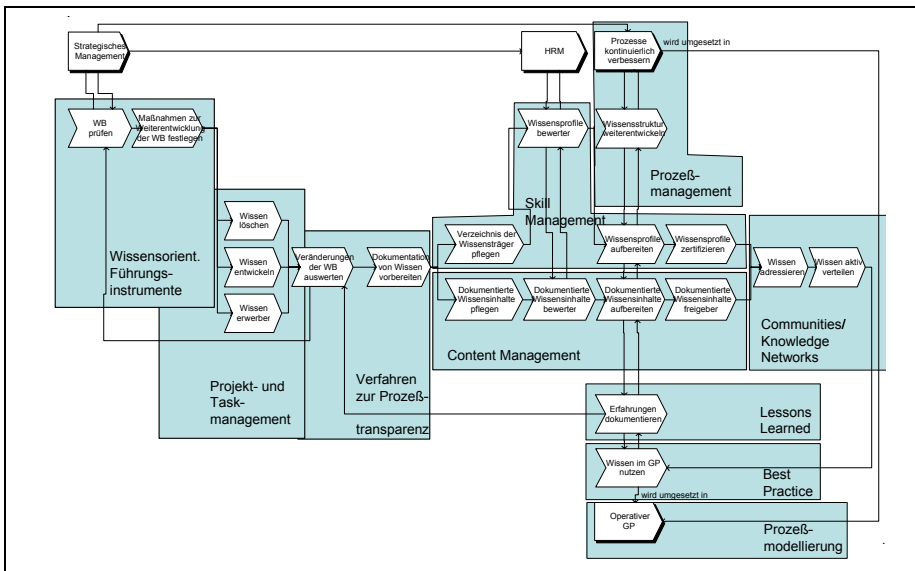 Strategisches
Management
HRM
Prozesse
kontinuierlich
verbessern
wird umgesetzt in
WB
prüfen
Maßnahmen zur
Weiterentwicklung
der WB festlegen
Wissensprofile
bewerter
Wissensstruktur
weiterentwickeln
Prozeß-
management
Skill
Management
Wissen
löschen
Wissen
entwickeln
Wissen
erwerber
Wissensorient.
Führungs-
instrumente
Veränderungen
der WB
auswerten
Dokumentation
von Wissen
vorbereiten
Verzeichnis der
Wissensträger
pflegen
Wissensprofile
aufbereiten
Wissensprofile
zertifizieren
Wissen
adressieren
Wissen aktiv
verteilen
Dokumentierte
Wissensinhalte
pflegen
Dokumentierte
Wissensinhalte
bewerter
Dokumentierte
Wissensinhalte
aufbereiten
Dokumentierte
Wissensinhalte
freigeber
Content Management
Communities/
Knowledge
Networks
Projekt- und
Task-
management
Verfahren
zur Prozeß-
transparenz
Erfahrungen
dokumentieren
Lessons
Learned
Wissen im GP
nutzen
Best
Practice
wird umgesetzt in
Operativer
GP
Prozeß-
modellierung